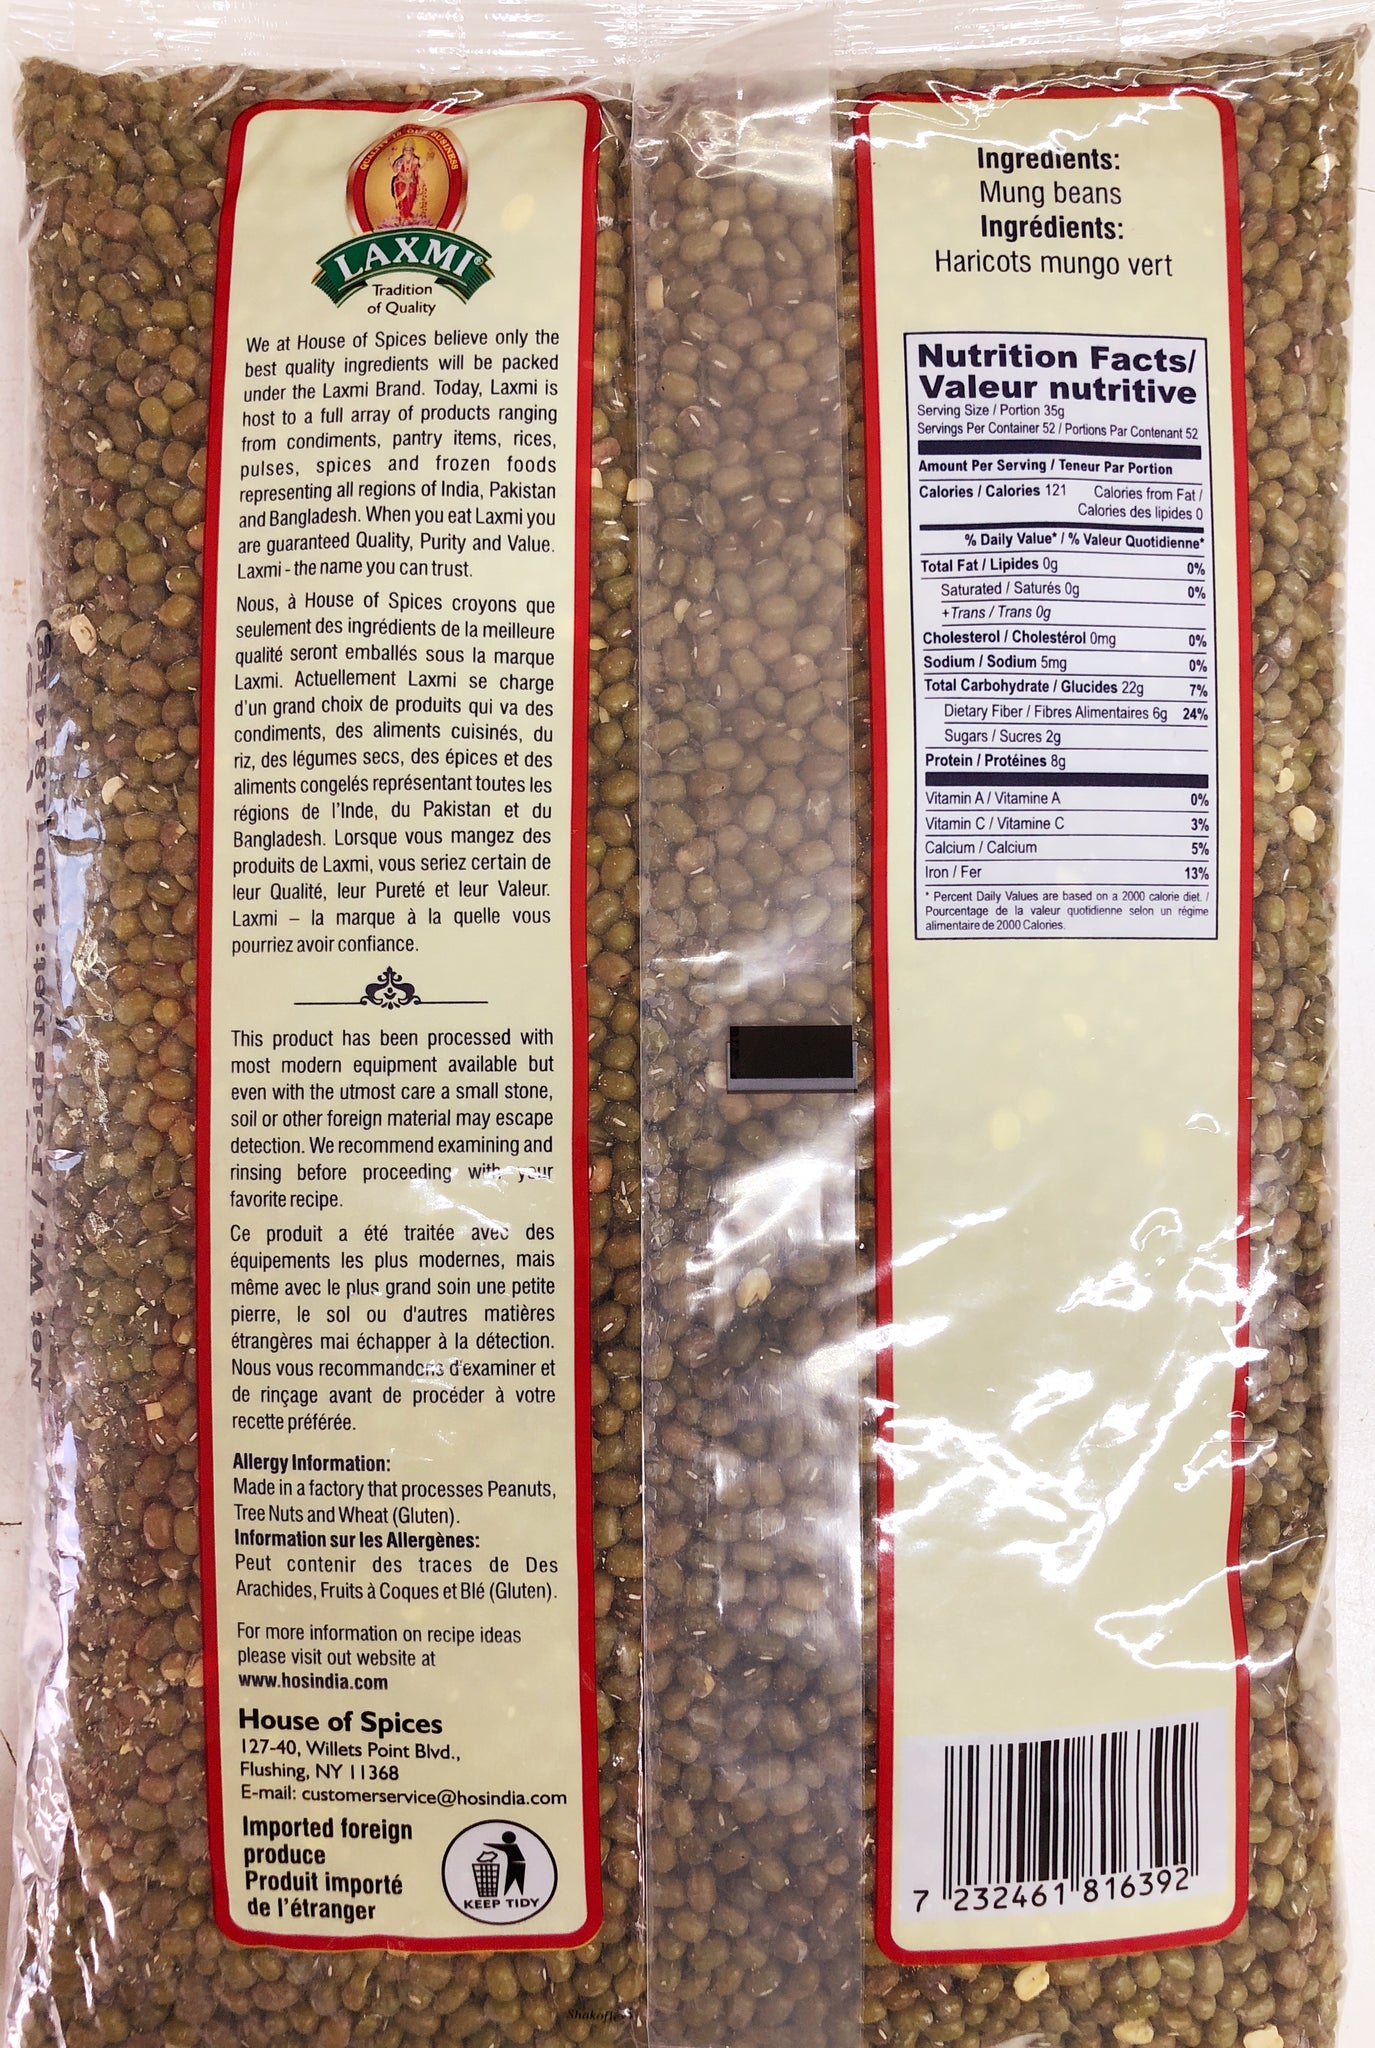 QUALITY IS OUR BUSINESS
LAXMI®
Tradition
of Quality
We at House of Spices believe only the
best quality ingredients will be packed
under the Laxmi Brand. Today, Laxmi is
host to a full array of products ranging
from condiments, pantry items, rices,
pulses, spices and frozen foods
representing all regions of India, Pakistan
and Bangladesh. When you eat Laxmi you
are guaranteed Quality, Purity and Value.
Laxmi - the name you can trust.
Nous, à House of Spices croyons que
seulement des ingrédients de la meilleure
qualité seront emballés sous la marque
Laxmi. Actuellement Laxmi se charge
d'un grand choix de produits qui va des
condiments, des aliments cuisinés, du
riz, des légumes secs, des épices et des
aliments congelés représentant toutes les
régions de l'Inde, du Pakistan et du
Bangladesh. Lorsque vous mangez des
produits de Laxmi, vous seriez certain de
leur Qualité, leur Pureté et leur Valeur.
Laxmi – la marque à la quelle vous
pourriez avoir confiance.
This product has been processed with
most modern equipment available but
even with the utmost care a small stone,
soil or other foreign material may escape
detection. We recommend examining and
rinsing before proceeding with your
favorite recipe.
Ce produit a été traitée avec des
équipements les plus modernes, mais
même avec le plus grand soin une petite
pierre, le sol ou d'autres matières
étrangères mai échapper à la détection.
Nous vous recommandons d'examiner et
de rinçage avant de procéder à votre
recette préférée.
Allergy Information:
Made in a factory that processes Peanuts,
Tree Nuts and Wheat (Gluten).
Information sur les Allergènes:
Peut contenir des traces de Des
Arachides, Fruits à Coques et Blé (Gluten).
For more information on recipe ideas
please visit out website at
www.hosindia.com
House of Spices
127-40, Willets Point Blvd.,
Flushing, NY 11368
E-mail: customerservice@hosindia.com
Imported foreign
produce
Produit importé
de l'étranger
KEEP TIDY
Net Wt. / Poids Net: 4 lb (1.814 kg)
Ingredients:
Mung beans
Ingrédients:
Haricots mungo vert
Nutrition Facts/
Valeur nutritive
Serving Size / Portion 35g
Servings Per Container 52 / Portions Par Contenant 52
Amount Per Serving / Teneur Par Portion
Calories / Calories 121 Calories from Fat /
Calories des lipides 0
% Daily Value* / % Valeur Quotidienne*
Total Fat / Lipides 0g 0%
Saturated / Saturés 0g 0%
+Trans / Trans 0g
Cholesterol / Cholestérol 0mg 0%
Sodium / Sodium 5mg 0%
Total Carbohydrate / Glucides 22g 7%
Dietary Fiber / Fibres Alimentaires 6g 24%
Sugars / Sucres 2g
Protein / Protéines 8g
Vitamin A / Vitamine A 0%
Vitamin C / Vitamine C 3%
Calcium / Calcium 5%
Iron / Fer 13%
* Percent Daily Values are based on a 2000 calorie diet. /
Pourcentage de la valeur quotidienne selon un régime
alimentaire de 2000 Calories.
7 232461 816392